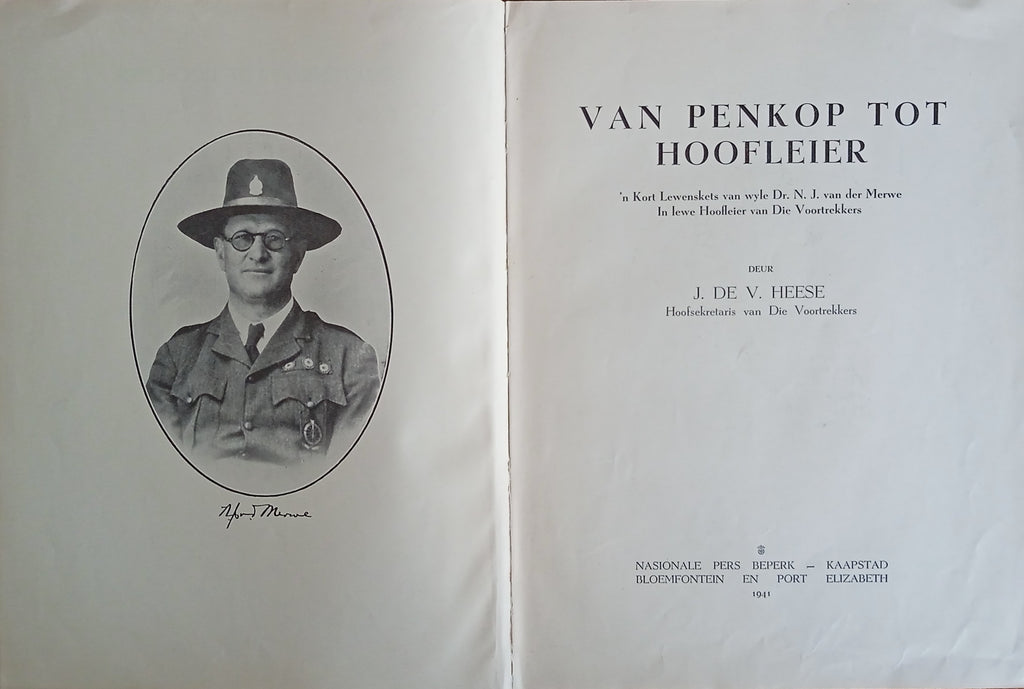 VAN PENKOP TOT
HOOFLEIER
'n Kort Lewenskets van wyle Dr. N. J. van der Merwe
In lewe Hoofleier van Die Voortrekkers
DEUR
J. DE V. HEESE
Hoofsekretaris van Die Voortrekkers
NASIONALE PERS BEPERK — KAAPSTAD
BLOEMFONTEIN EN PORT ELIZABETH
1941